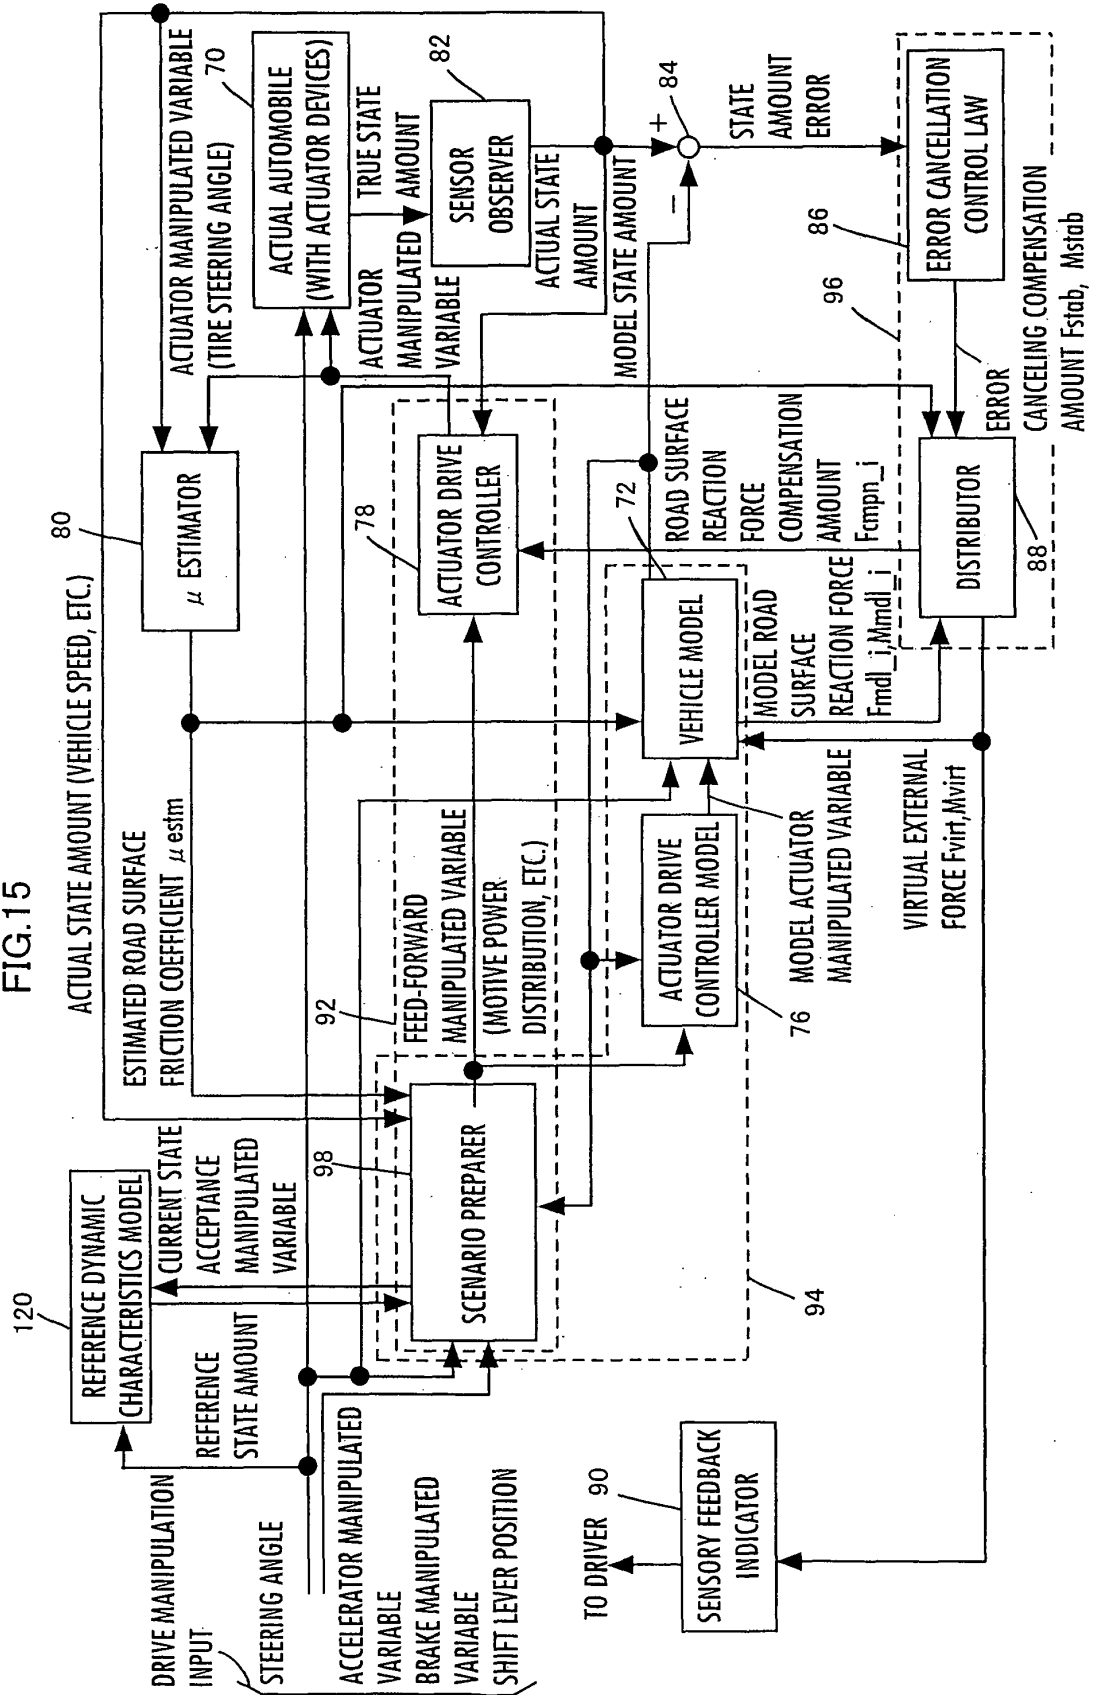 FIG.15
DRIVE MANIPULATION
INPUT
STEERING ANGLE
ACCELERATOR MANIPULATED
VARIABLE
BRAKE MANIPULATED
VARIABLE
SHIFT LEVER POSITION
120
REFERENCE DYNAMIC
CHARACTERISTICS MODEL
REFERENCE
STATE AMOUNT
CURRENT STATE
ACCEPTANCE
MANIPULATED
VARIABLE
ACTUAL STATE AMOUNT (VEHICLE SPEED, ETC.)
ESTIMATED ROAD SURFACE
FRICTION COEFFICIENT μ estm
80
μ ESTIMATOR
ACTUATOR MANIPULATED VARIABLE
(TIRE STEERING ANGLE)
70
ACTUAL AUTOMOBILE
(WITH ACTUATOR DEVICES)
TRUE STATE
AMOUNT
82
SENSOR
OBSERVER
ACTUATOR
MANIPULATED
VARIABLE
ACTUAL STATE
AMOUNT
92
FEED-FORWARD
MANIPULATED VARIABLE
(MOTIVE POWER
DISTRIBUTION, ETC.)
78
ACTUATOR DRIVE
CONTROLLER
98
SCENARIO PREPARER
94
ACTUATOR DRIVE
CONTROLLER MODEL
76
MODEL ACTUATOR
MANIPULATED VARIABLE
72
VEHICLE MODEL
MODEL STATE AMOUNT
+
−
84
STATE
AMOUNT
ERROR
ROAD SURFACE
REACTION
FORCE
COMPENSATION
AMOUNT
Fcmpn_i
MODEL ROAD
SURFACE
REACTION FORCE
Fmdl_i,Mmdl_i
86
96
ERROR CANCELLATION
CONTROL LAW
ERROR
CANCELING COMPENSATION
AMOUNT Fstab, Mstab
DISTRIBUTOR
88
VIRTUAL EXTERNAL
FORCE Fvirt,Mvirt
TO DRIVER
90
SENSORY FEEDBACK
INDICATOR